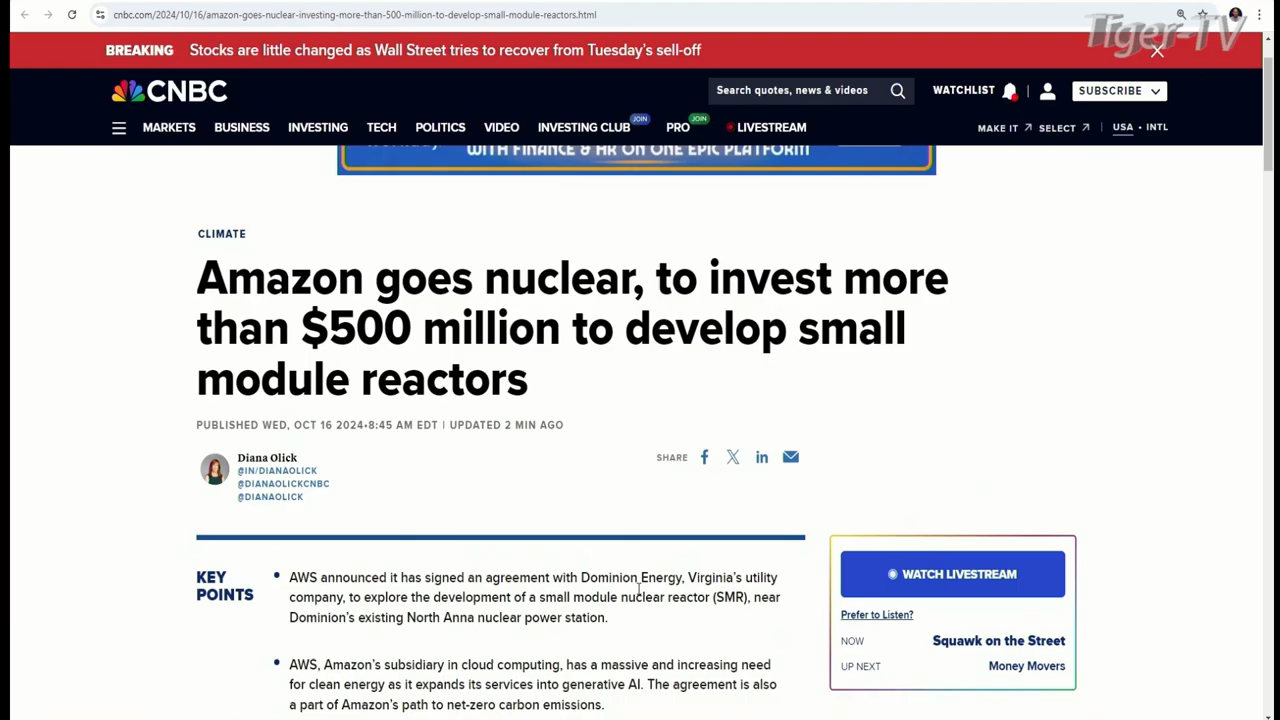 cnbc.com/2024/10/16/amazon-goes-nuclear-investing-more-than-500-million-to-develop-small-module-reactors.html
Tiger-TV
BREAKING Stocks are little changed as Wall Street tries to recover from Tuesday's sell-off
CNBC
Search quotes, news & videos
WATCHLIST
SUBSCRIBE
MARKETS BUSINESS INVESTING TECH POLITICS VIDEO INVESTING CLUB JOIN PRO JOIN LIVESTREAM
MAKE IT SELECT USA • INTL
WITH FINANCE & HR ON ONE EPIC PLATFORM
CLIMATE
Amazon goes nuclear, to invest more
than $500 million to develop small
module reactors
PUBLISHED WED, OCT 16 2024•8:45 AM EDT | UPDATED 2 MIN AGO
Diana Olick
@IN/DIANAOLICK
@DIANAOLICKCNBC
@DIANAOLICK
SHARE
KEY
POINTS
AWS announced it has signed an agreement with Dominion Energy, Virginia's utility
company, to explore the development of a small module nuclear reactor (SMR), near
Dominion's existing North Anna nuclear power station.
AWS, Amazon's subsidiary in cloud computing, has a massive and increasing need
for clean energy as it expands its services into generative AI. The agreement is also
a part of Amazon's path to net-zero carbon emissions.
WATCH LIVESTREAM
Prefer to Listen?
NOW Squawk on the Street
UP NEXT Money Movers